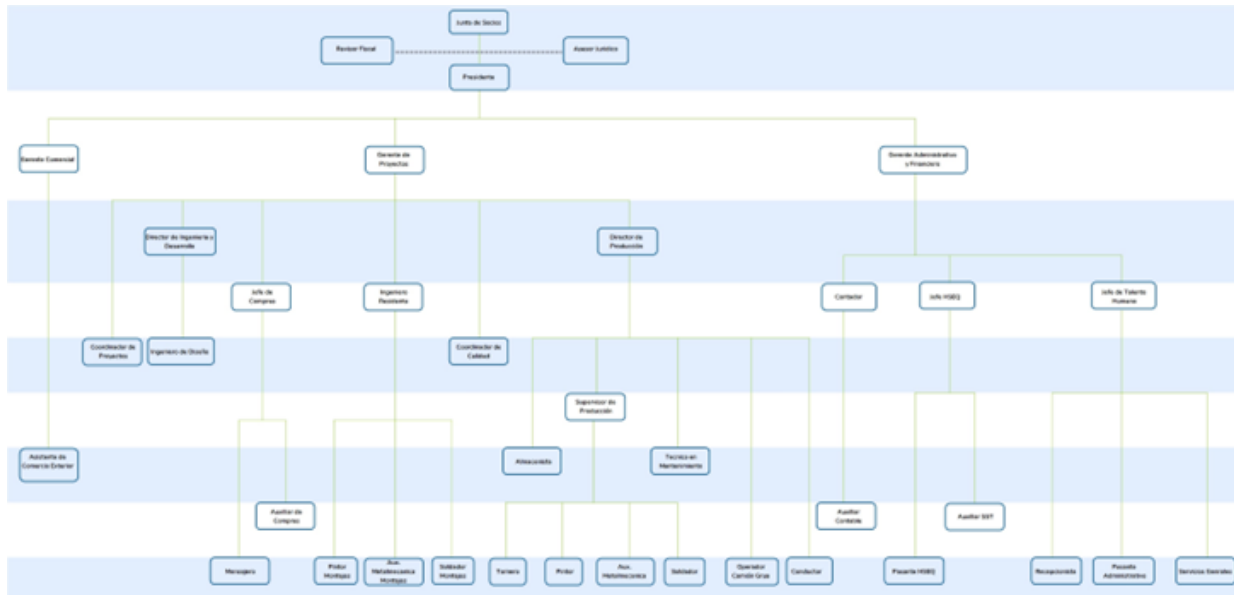 Junta de Socios
Revisor Fiscal
Asesor Jurídico
Presidente
Gerente Comercial
Gerente de
Proyectos
Gerente Administrativo
y Financiero
Director de Ingeniería y
Desarrollo
Director de
Producción
Jefe de
Compras
Ingeniero
Residente
Contador
Jefe HSEQ
Jefe de Talento
Humano
Coordinador de
Proyectos
Ingeniero de Diseño
Coordinador de
Calidad
Supervisor de
Producción
Asistente de
Comercio Exterior
Almacenista
Tecnico en
Mantenimiento
Auxiliar de
Compras
Auxiliar
Contable
Auxiliar SST
Mensajero
Pintor
Montajes
Aux.
Metalmecanica
Montajes
Soldador
Montajes
Tornero
Pintor
Aux.
Metalmecanica
Soldador
Operador
Camión Grua
Conductor
Pasante HSEQ
Recepcionista
Pasante
Administrativo
Servicios Generales